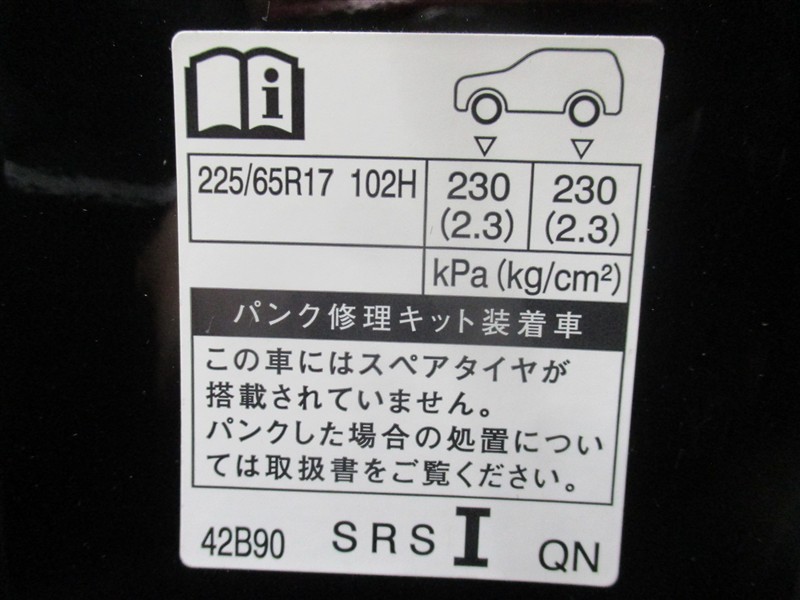 225/65R17 102H 230 230
(2.3) (2.3)
kPa (kg/cm²)
パンク修理キット装着車
この車にはスペアタイヤが
搭載されていません。
パンクした場合の処置につい
ては取扱書をご覧ください。
42B90 SRS I QN